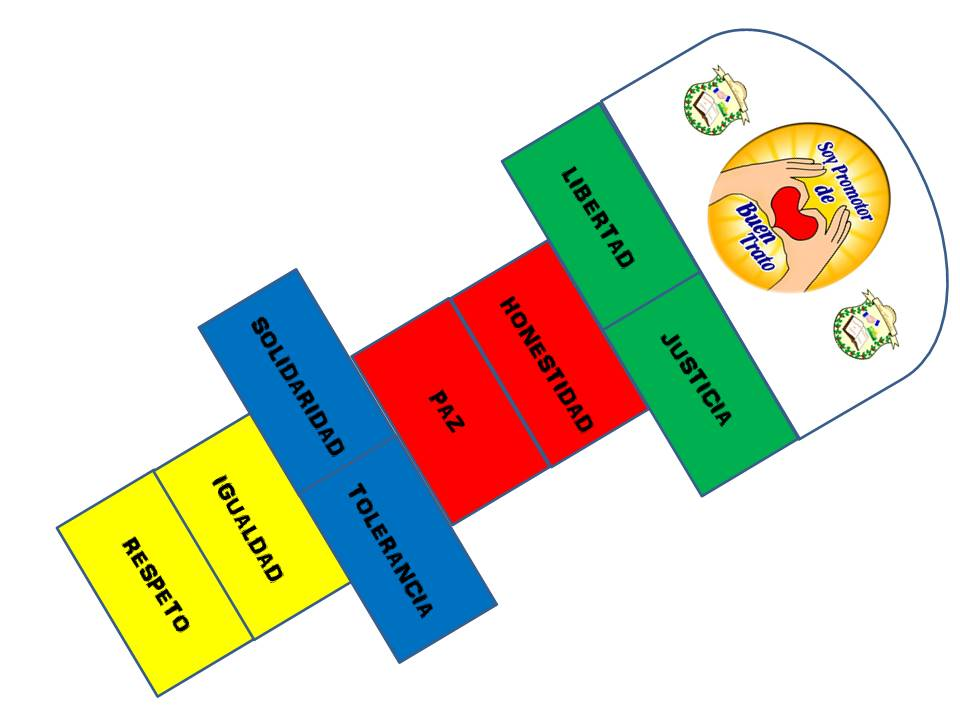 Soy Promotor
de
Buen
Trato
LIBERTAD
JUSTICIA
HONESTIDAD
PAZ
SOLIDARIDAD
TOLERANCIA
IGUALDAD
RESPETO